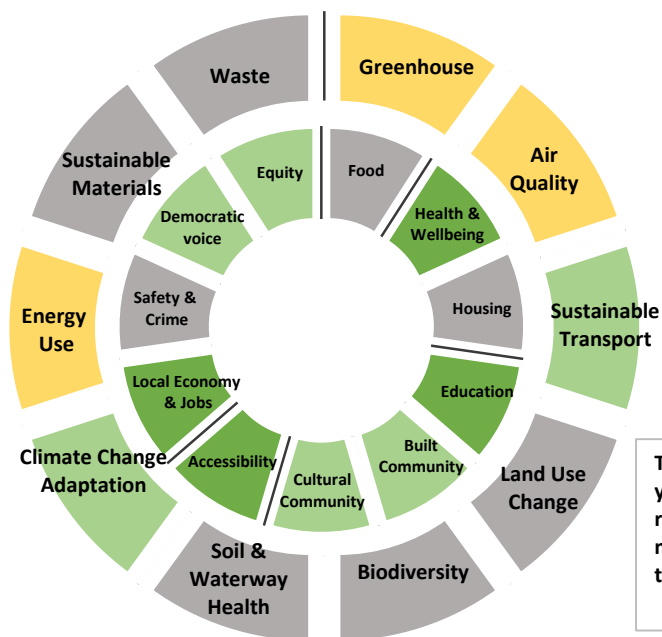 Waste
Greenhouse
Sustainable
Materials
Equity
Food
Air
Quality
Democratic
voice
Health &
Wellbeing
Energy
Use
Safety &
Crime
Housing
Sustainable
Transport
Local Economy
& Jobs
Education
Climate Change
Adaptation
Accessibility
Cultural
Community
Built
Community
Land Use
Change
Soil &
Waterway
Health
Biodiversity